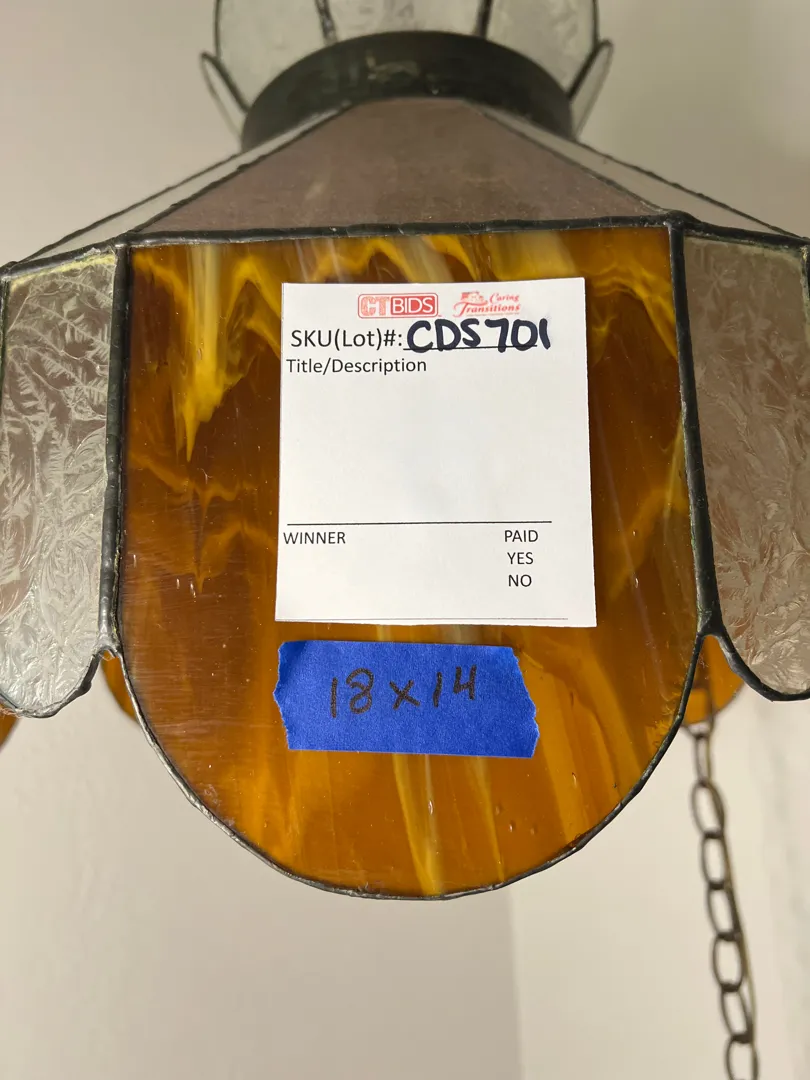 CTBIDS Caring Transitions
SKU(Lot)#: CDS701
Title/Description
WINNER PAID
YES
NO
18 x 14